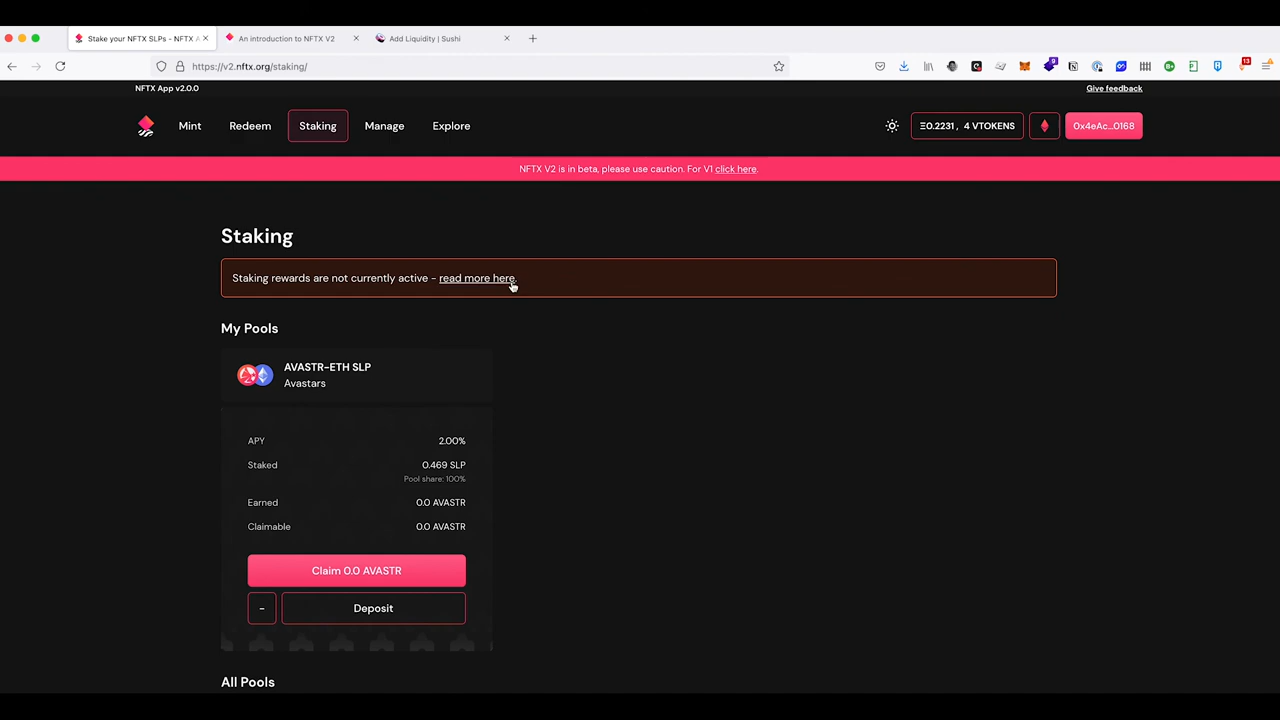 Stake your NFTX SLPs - NFTX A
An introduction to NFTX V2
Add Liquidity | Sushi
https://v2.nftx.org/staking/
9
13
NFTX App v2.0.0
Give feedback
Mint
Redeem
Staking
Manage
Explore
Ξ0.2231 , 4 VTOKENS
0x4eAc...0168
NFTX V2 is in beta, please use caution. For V1 click here.
Staking
Staking rewards are not currently active - read more here.
My Pools
AVASTR-ETH SLP
Avastars
APY 2.00%
Staked 0.469 SLP
Pool share: 100%
Earned 0.0 AVASTR
Claimable 0.0 AVASTR
Claim 0.0 AVASTR
- Deposit
All Pools